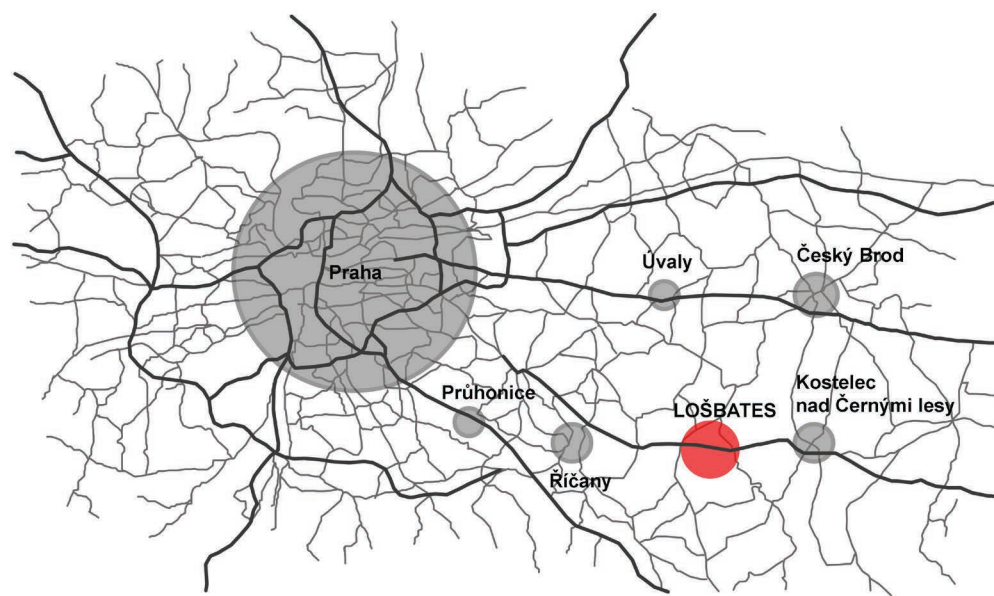 Praha
Úvaly
Český Brod
Průhonice
LOŠBATES
Kostelec
nad Černými lesy
Říčany